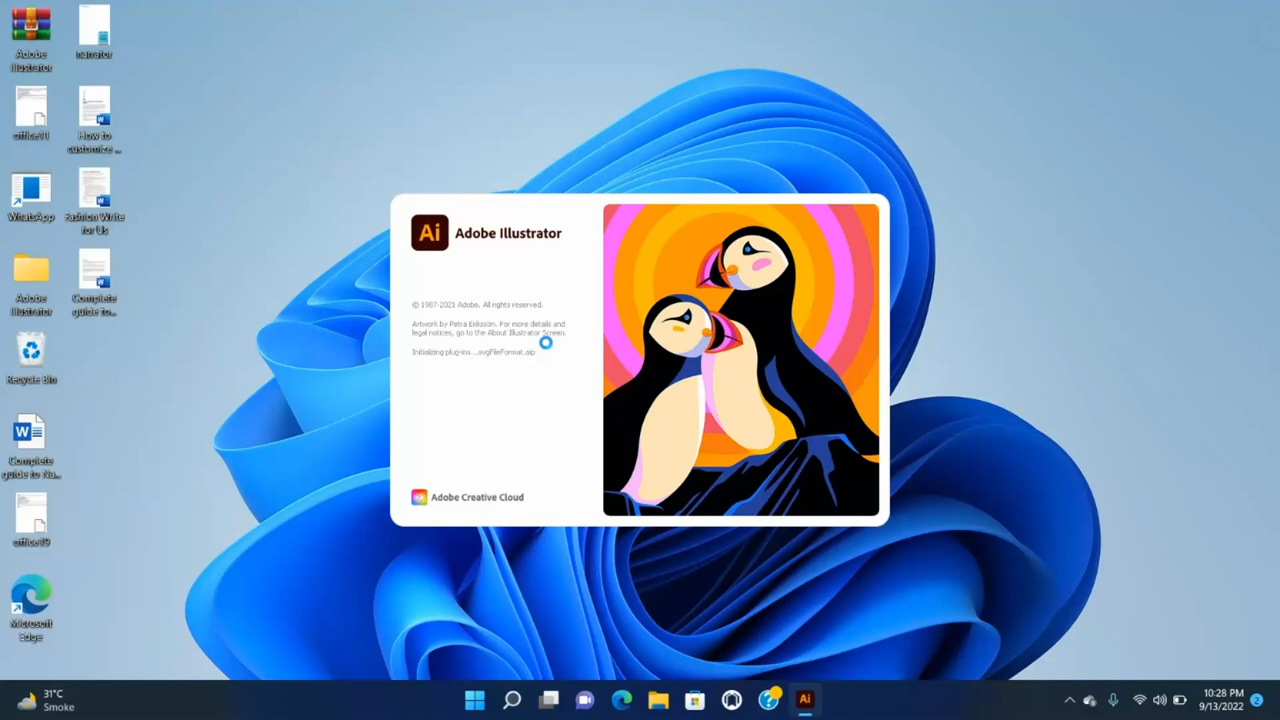 Adobe
Illustrator
narrator
office11
How to
customize ...
WhatsApp
Fashion Write
for Us
Adobe
Illustrator
Complete
guide to...
Recycle Bin
W
Complete
guide to Na...
office19
Microsoft
Edge
Ai
Adobe Illustrator
© 1987-2021 Adobe. All rights reserved.
Artwork by Petra Eriksson. For more details and
legal notices, go to the About Illustrator Screen.
Initializing plug-ins...svgFileFormat.aip
Adobe Creative Cloud
31°C
Smoke
Ai
10:28 PM
9/13/2022
2